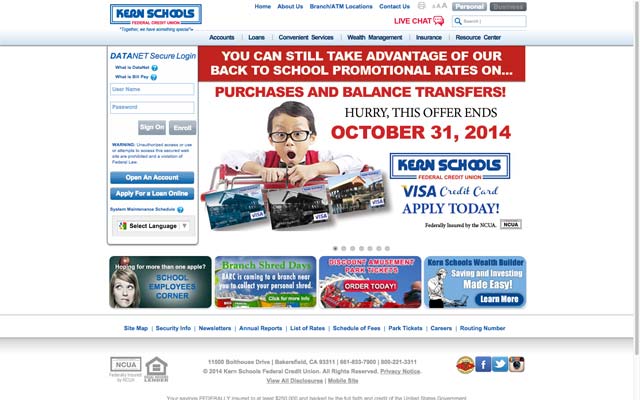 KERN SCHOOLS
FEDERAL CREDIT UNION
"Together, we have something special"®
Home About Us Branch/ATM Locations Contact Us A A A Personal Business
LIVE CHAT Search |
Accounts | Loans | Convenient Services | Wealth Management | Insurance | Resource Center
DATANET Secure Login
What is DataNet ?
What is Bill Pay ?
User Name
Password
Sign On Enroll
WARNING: Unauthorized access to use
or attempts to access this secured web
site are prohibited and a violation of
Federal Law.
Open An Account
Apply For a Loan Online
System Maintenance Schedule ?
Select Language ▼
YOU CAN STILL TAKE ADVANTAGE OF OUR
BACK TO SCHOOL PROMOTIONAL RATES ON...
PURCHASES AND BALANCE TRANSFERS!
HURRY, THIS OFFER ENDS
OCTOBER 31, 2014
KERN SCHOOLS
FEDERAL CREDIT UNION
VISA Credit Card
APPLY TODAY!
Federally Insured by the NCUA. NCUA
VISA VISA VISA
Hoping for more than one apple?
SCHOOL
EMPLOYEES
CORNER
Branch Shred Days
BARC is coming to a branch near
you to collect your personal shred.
Click for more info
DISCOUNT AMUSEMENT
PARK TICKETS
ORDER TODAY!
Kern Schools Wealth Builder
Saving and Investing
Made Easy!
Learn More
Site Map | Security Info | Newsletters | Annual Reports | List of Rates | Schedule of Fees | Park Tickets | Careers | Routing Number
NCUA
Federally Insured
by NCUA
EQUAL HOUSING
LENDER
11500 Bolthouse Drive | Bakersfield, CA 93311 | 661-833-7900 | 800-221-3311
© 2014 Kern Schools Federal Credit Union. All Rights Reserved. Privacy Notice.
View All Disclosures | Mobile Site
Your savings FEDERALLY insured to at least $250,000 and backed by the full faith and credit of the United States Government